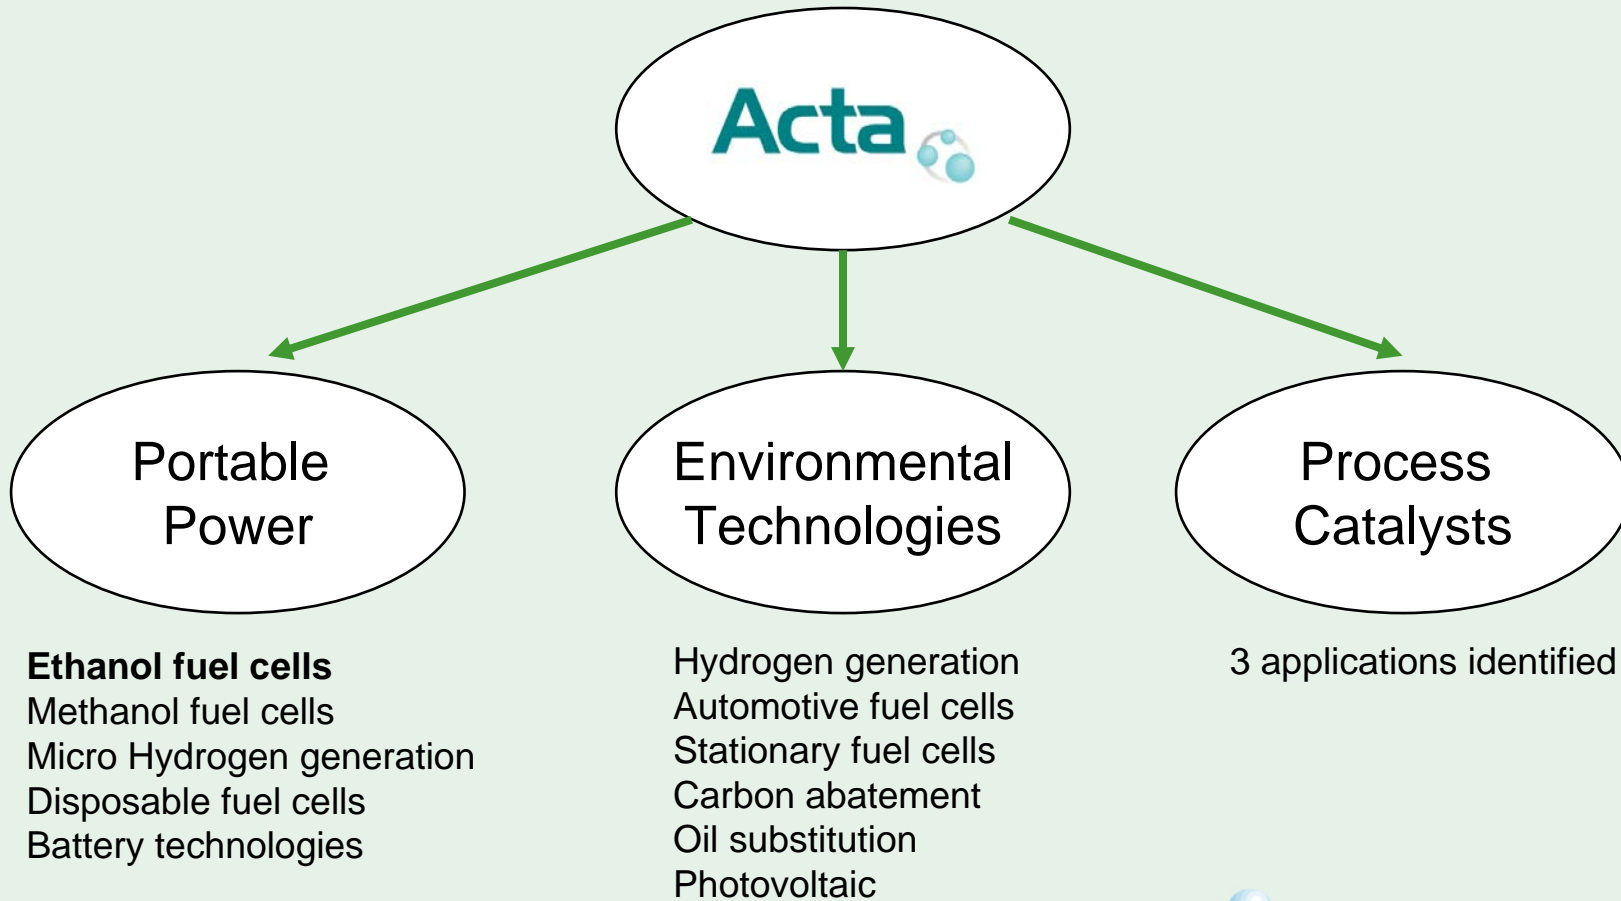 Acta
Portable
Power
Environmental
Technologies
Process
Catalysts
Ethanol fuel cells
Methanol fuel cells
Micro Hydrogen generation
Disposable fuel cells
Battery technologies
Hydrogen generation
Automotive fuel cells
Stationary fuel cells
Carbon abatement
Oil substitution
Photovoltaic
3 applications identified